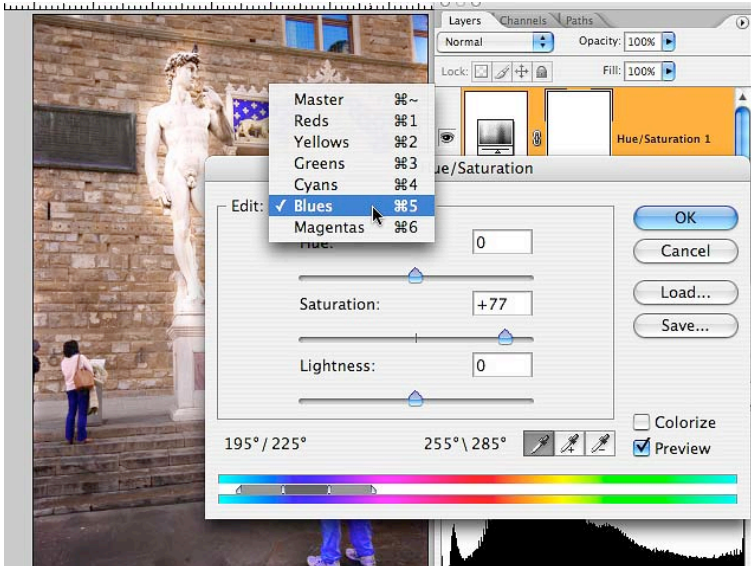 Layers Channels Paths
Normal Opacity: 100%
Lock: Fill: 100%
Hue/Saturation 1
ue/Saturation
Master ⌘~
Reds ⌘1
Yellows ⌘2
Greens ⌘3
Cyans ⌘4
Edit: ✓ Blues ⌘5
Magentas ⌘6
Hue: 0
Saturation: +77
Lightness: 0
OK
Cancel
Load...
Save...
Colorize
Preview
195°/225° 255°\285°